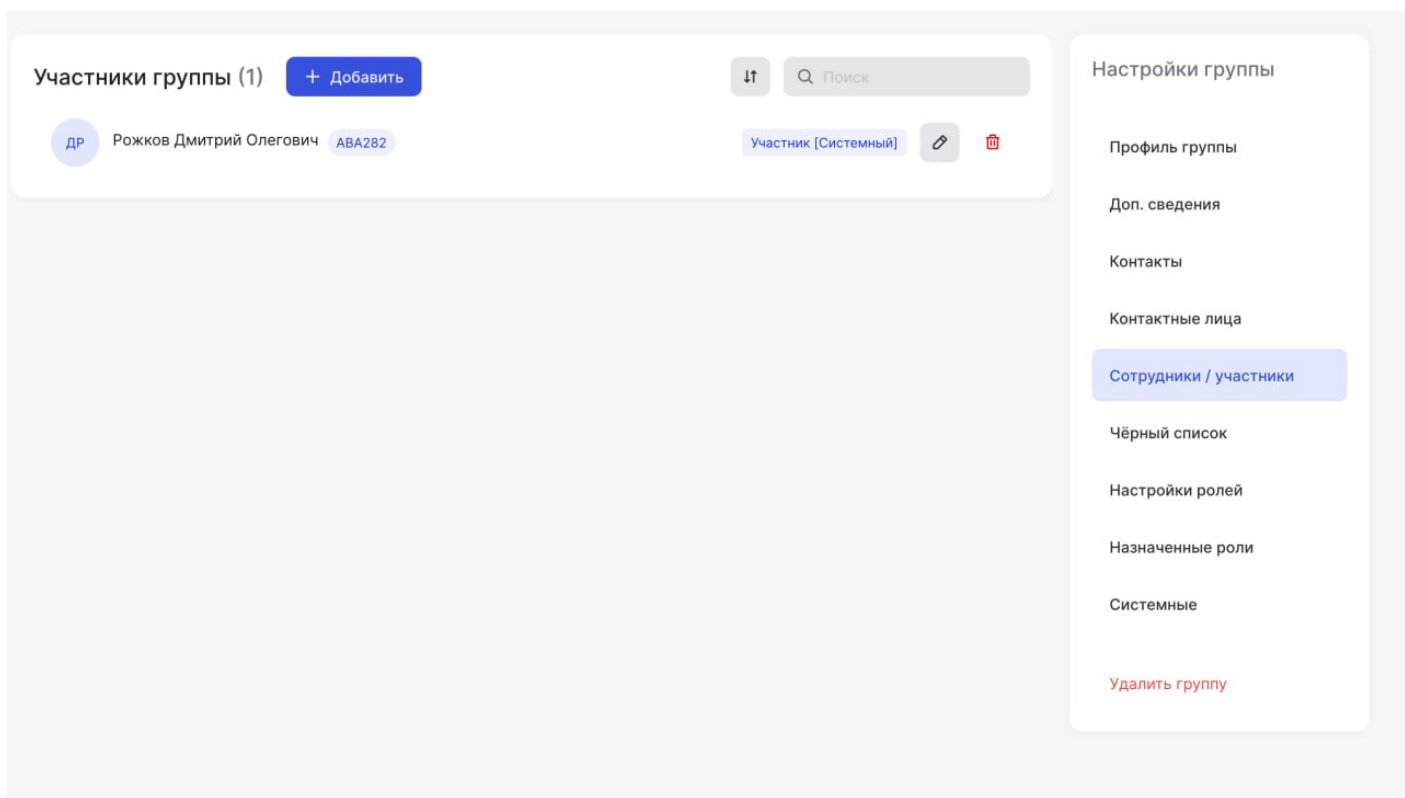 Участники группы (1)
+ Добавить
Поиск
ДР
Рожков Дмитрий Олегович
ABA282
Участник [Системный]
Настройки группы
Профиль группы
Доп. сведения
Контакты
Контактные лица
Сотрудники / участники
Чёрный список
Настройки ролей
Назначенные роли
Системные
Удалить группу